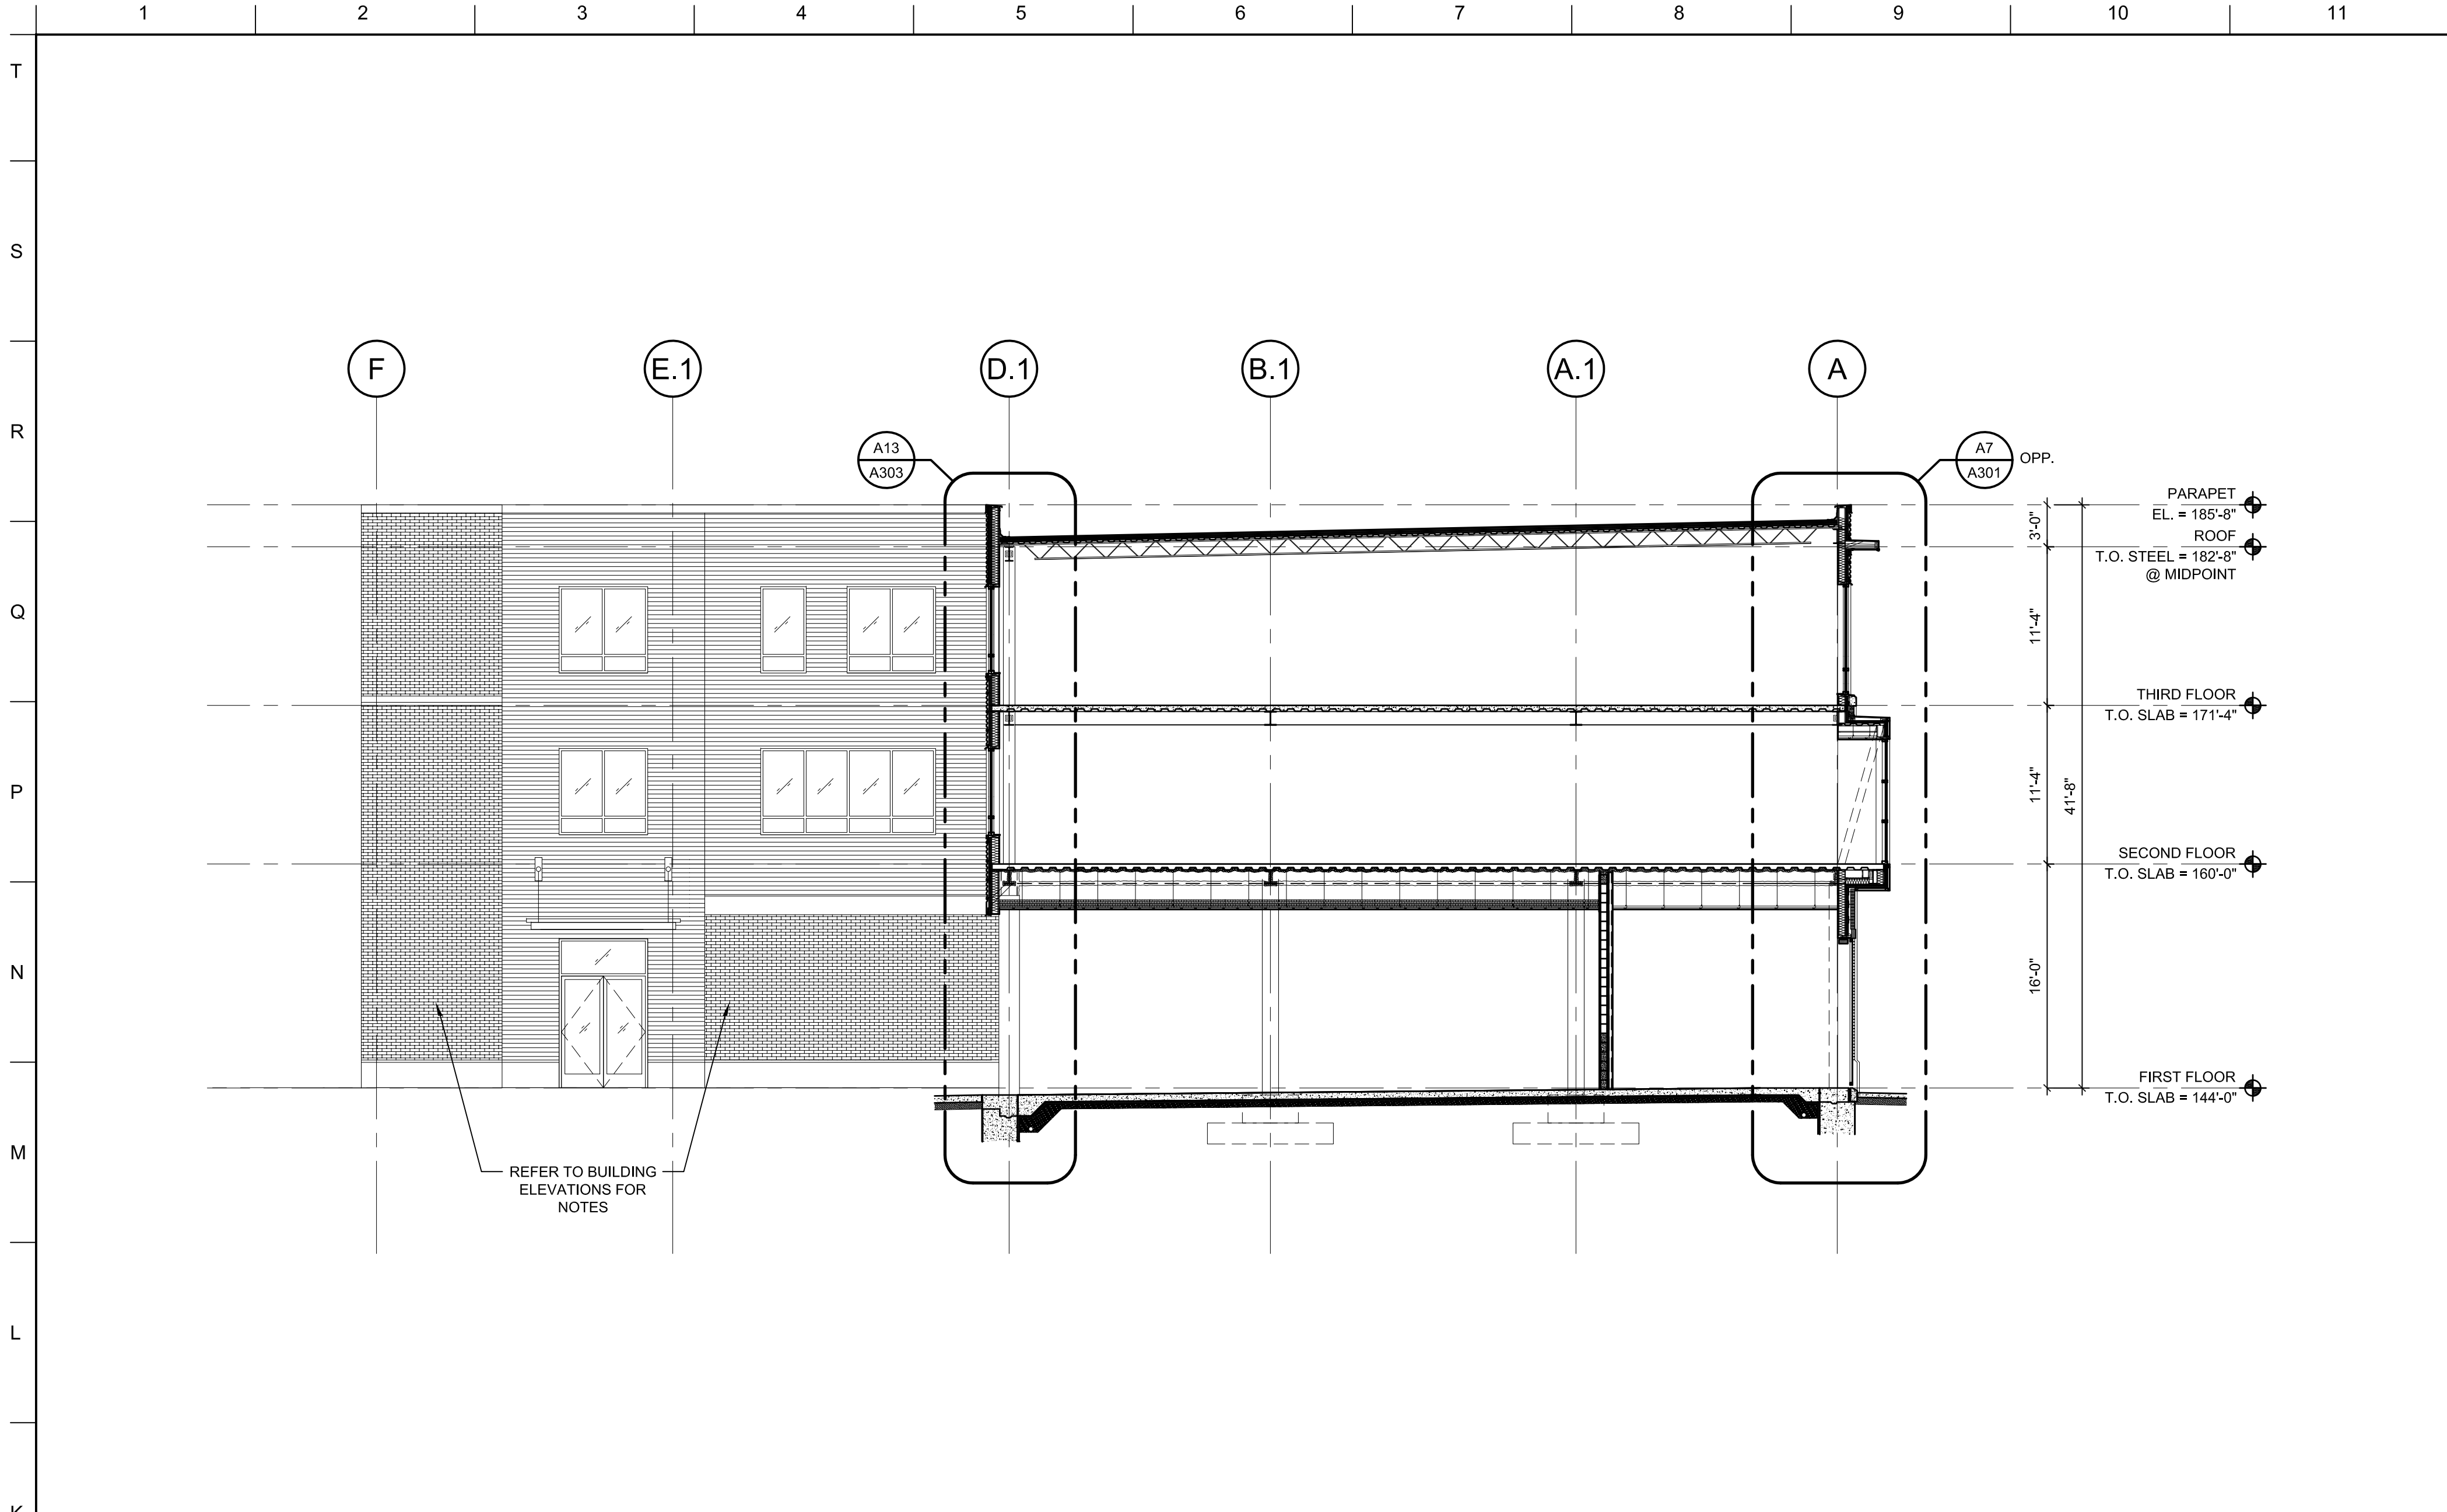 1 2 3 4 5 6 7 8 9 10 11
T
S
R
Q
P
N
M
L
F E.1 D.1 B.1 A.1 A
A13
A303
A7
A301
OPP.
PARAPET
EL. = 185'-8"
ROOF
T.O. STEEL = 182'-8"
@ MIDPOINT
THIRD FLOOR
T.O. SLAB = 171'-4"
SECOND FLOOR
T.O. SLAB = 160'-0"
FIRST FLOOR
T.O. SLAB = 144'-0"
3'-0"
11'-4"
11'-4"
41'-8"
16'-0"
REFER TO BUILDING
ELEVATIONS FOR
NOTES
K